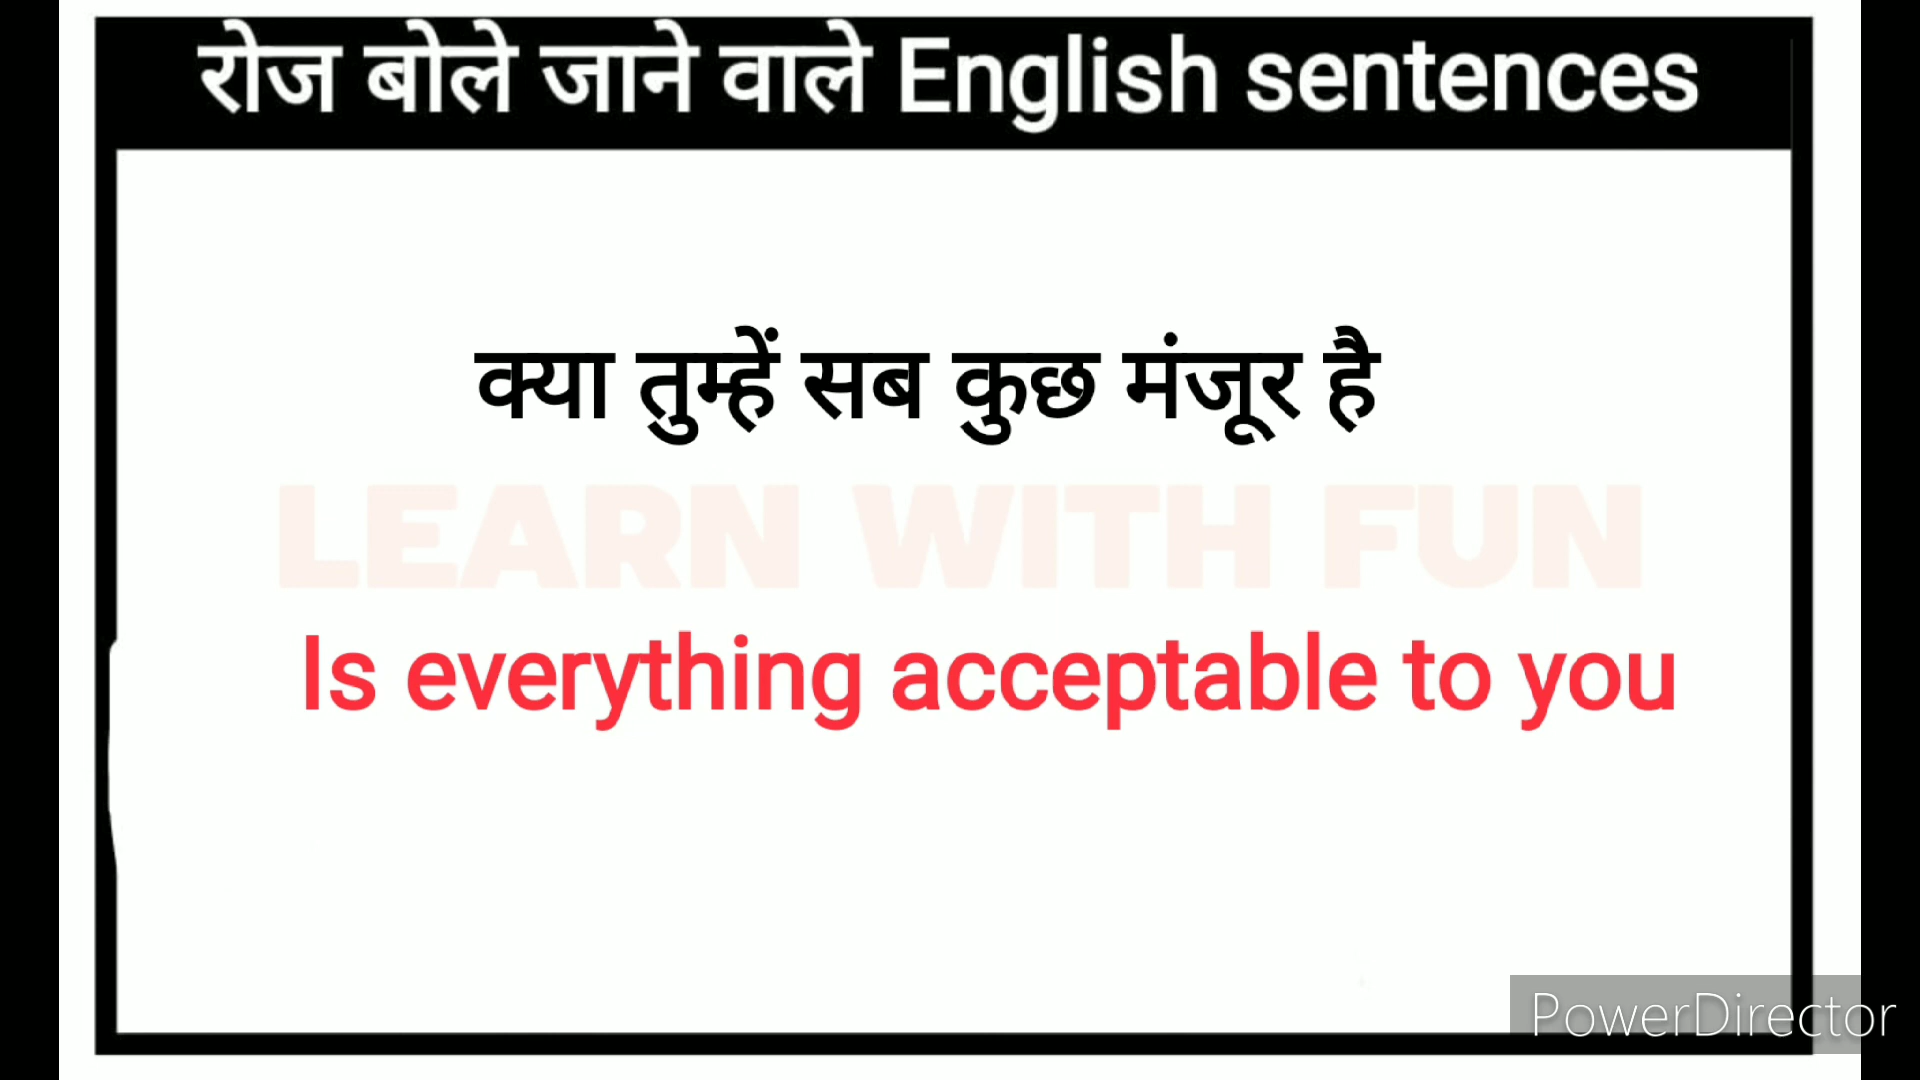 रोज बोले जाने वाले English sentences
क्या तुम्हें सब कुछ मंजूर है
LEARN WITH FUN
Is everything acceptable to you
PowerDirector